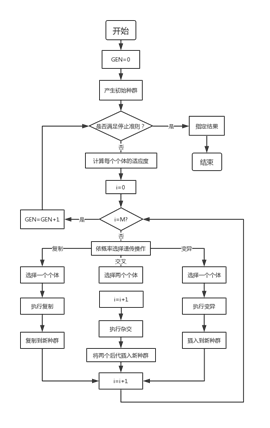 开始
GEN=0
产生初始种群
是否满足停止准则？
是
指定结果
结束
否
计算每个个体的适应度
i=0
GEN=GEN+1
是
i=M?
否
复制
依概率选择遗传操作
变异
交叉
选择一个个体
选择两个个体
选择一个个体
执行复制
i=i+1
执行变异
复制到新种群
执行杂交
插入到新种群
将两个后代插入新种群
i=i+1